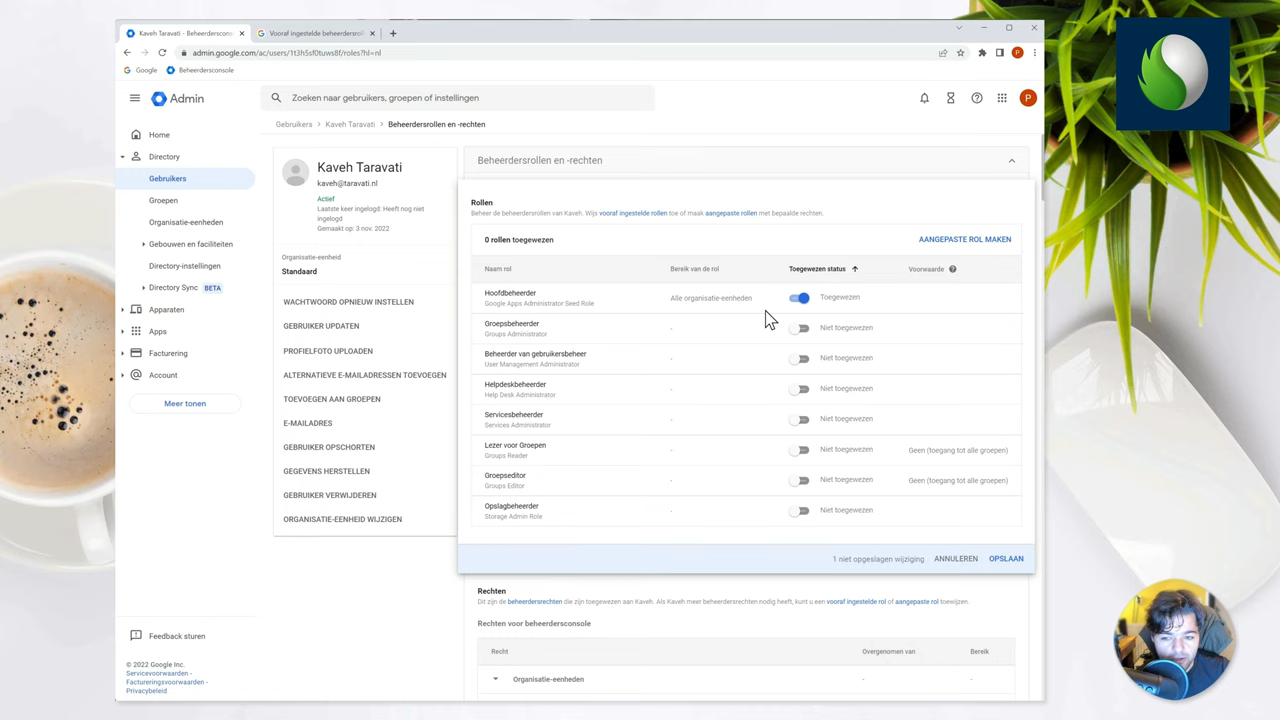 Kaveh Taravati - Beheerdercons
Vooraf ingestelde beheerdersroll
admin.google.com/ac/users/1t3h5sf0tuws8f/roles?hl=nl
P
Google
Beheerdersconsole
Admin
Zoeken naar gebruikers, groepen of instellingen
P
Gebruikers
Kaveh Taravati
Beheerdersrollen en -rechten
Home
Directory
Gebruikers
Groepen
Organisatie-eenheden
Gebouwen en faciliteiten
Directory-instellingen
Directory Sync
BETA
Apparaten
Apps
Facturering
Account
Meer tonen
Feedback sturen
© 2022 Google Inc.
Servicevoorwaarden -
Factureringsvoorwaarden -
Privacybeleid
Kaveh Taravati
kaveh@taravati.nl
Actief
Laatste keer ingelogd: Heeft nog niet
ingelogd
Gemaakt op: 3 nov. 2022
Organisatie-eenheid
Standaard
WACHTWOORD OPNIEUW INSTELLEN
GEBRUIKER UPDATEN
PROFIELFOTO UPLOADEN
ALTERNATIEVE E-MAILADRESSEN TOEVOEGEN
TOEVOEGEN AAN GROEPEN
E-MAILADRES
GEBRUIKER OPSCHORTEN
GEGEVENS HERSTELLEN
GEBRUIKER VERWIJDEREN
ORGANISATIE-EENHEID WIJZIGEN
Beheerdersrollen en -rechten
Rollen
Beheer de beheerdersrollen van Kaveh. Wijs vooraf ingestelde rollen toe of maak aangepaste rollen met bepaalde rechten.
0 rollen toegewezen
AANGEPASTE ROL MAKEN
Naam rol
Bereik van de rol
Toegewezen status
Voorwaarde
Hoofdbeheerder
Google Apps Administrator Seed Role
Alle organisatie-eenheden
Toegewezen
Groepsbeheerder
Groups Administrator
-
Niet toegewezen
Beheerder van gebruikersbeheer
User Management Administrator
-
Niet toegewezen
Helpdeskbeheerder
Help Desk Administrator
-
Niet toegewezen
Servicesbeheerder
Services Administrator
-
Niet toegewezen
Lezer voor Groepen
Groups Reader
-
Niet toegewezen
Geen (toegang tot alle groepen)
Groepseditor
Groups Editor
-
Niet toegewezen
Geen (toegang tot alle groepen)
Opslagbeheerder
Storage Admin Role
-
Niet toegewezen
1 niet opgeslagen wijziging
ANNULEREN
OPSLAAN
Rechten
Dit zijn de beheerdersrechten die zijn toegewezen aan Kaveh. Als Kaveh meer beheerdersrechten nodig heeft, kunt u een vooraf ingestelde rol of aangepaste rol toewijzen.
Rechten voor beheerdersconsole
Recht
Overgenomen van
Bereik
Organisatie-eenheden
-
-